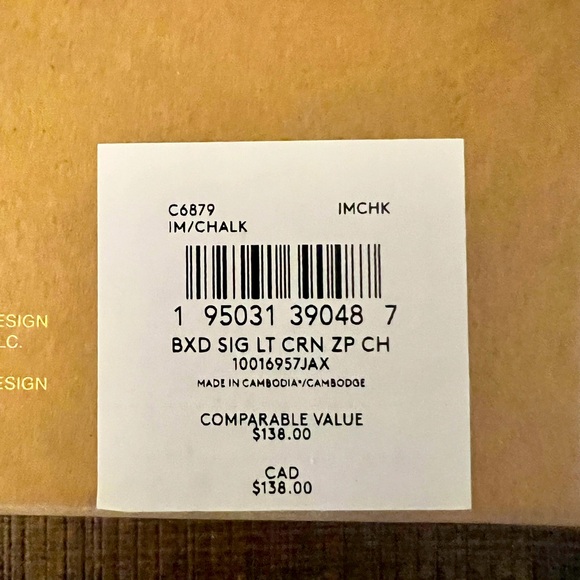 C6879 IMCHK
IM/CHALK
1 95031 39048 7
BXD SIG LT CRN ZP CH
10016957JAX
MADE IN CAMBODIA*/CAMBODGE
COMPARABLE VALUE
$138.00
CAD
$138.00
ESIGN
LC.
ESIGN